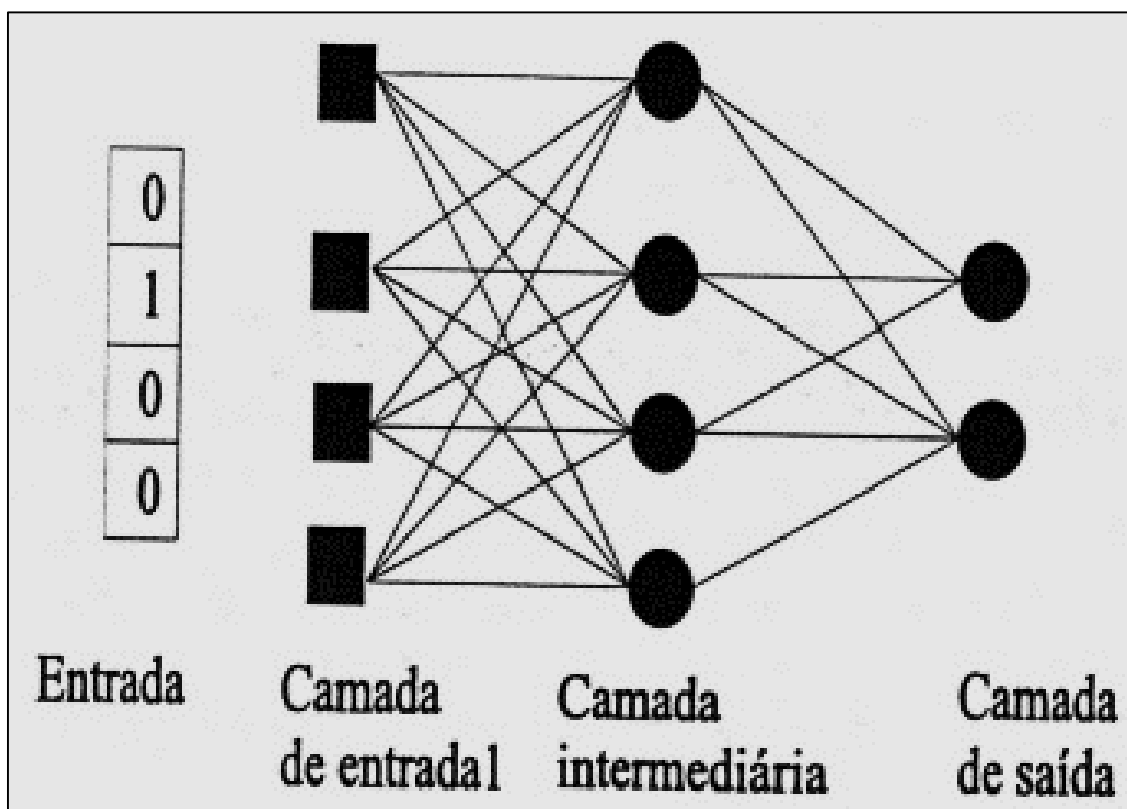 0
1
0
0
Entrada
Camada
de entrada1
Camada
intermediária
Camada
de saída